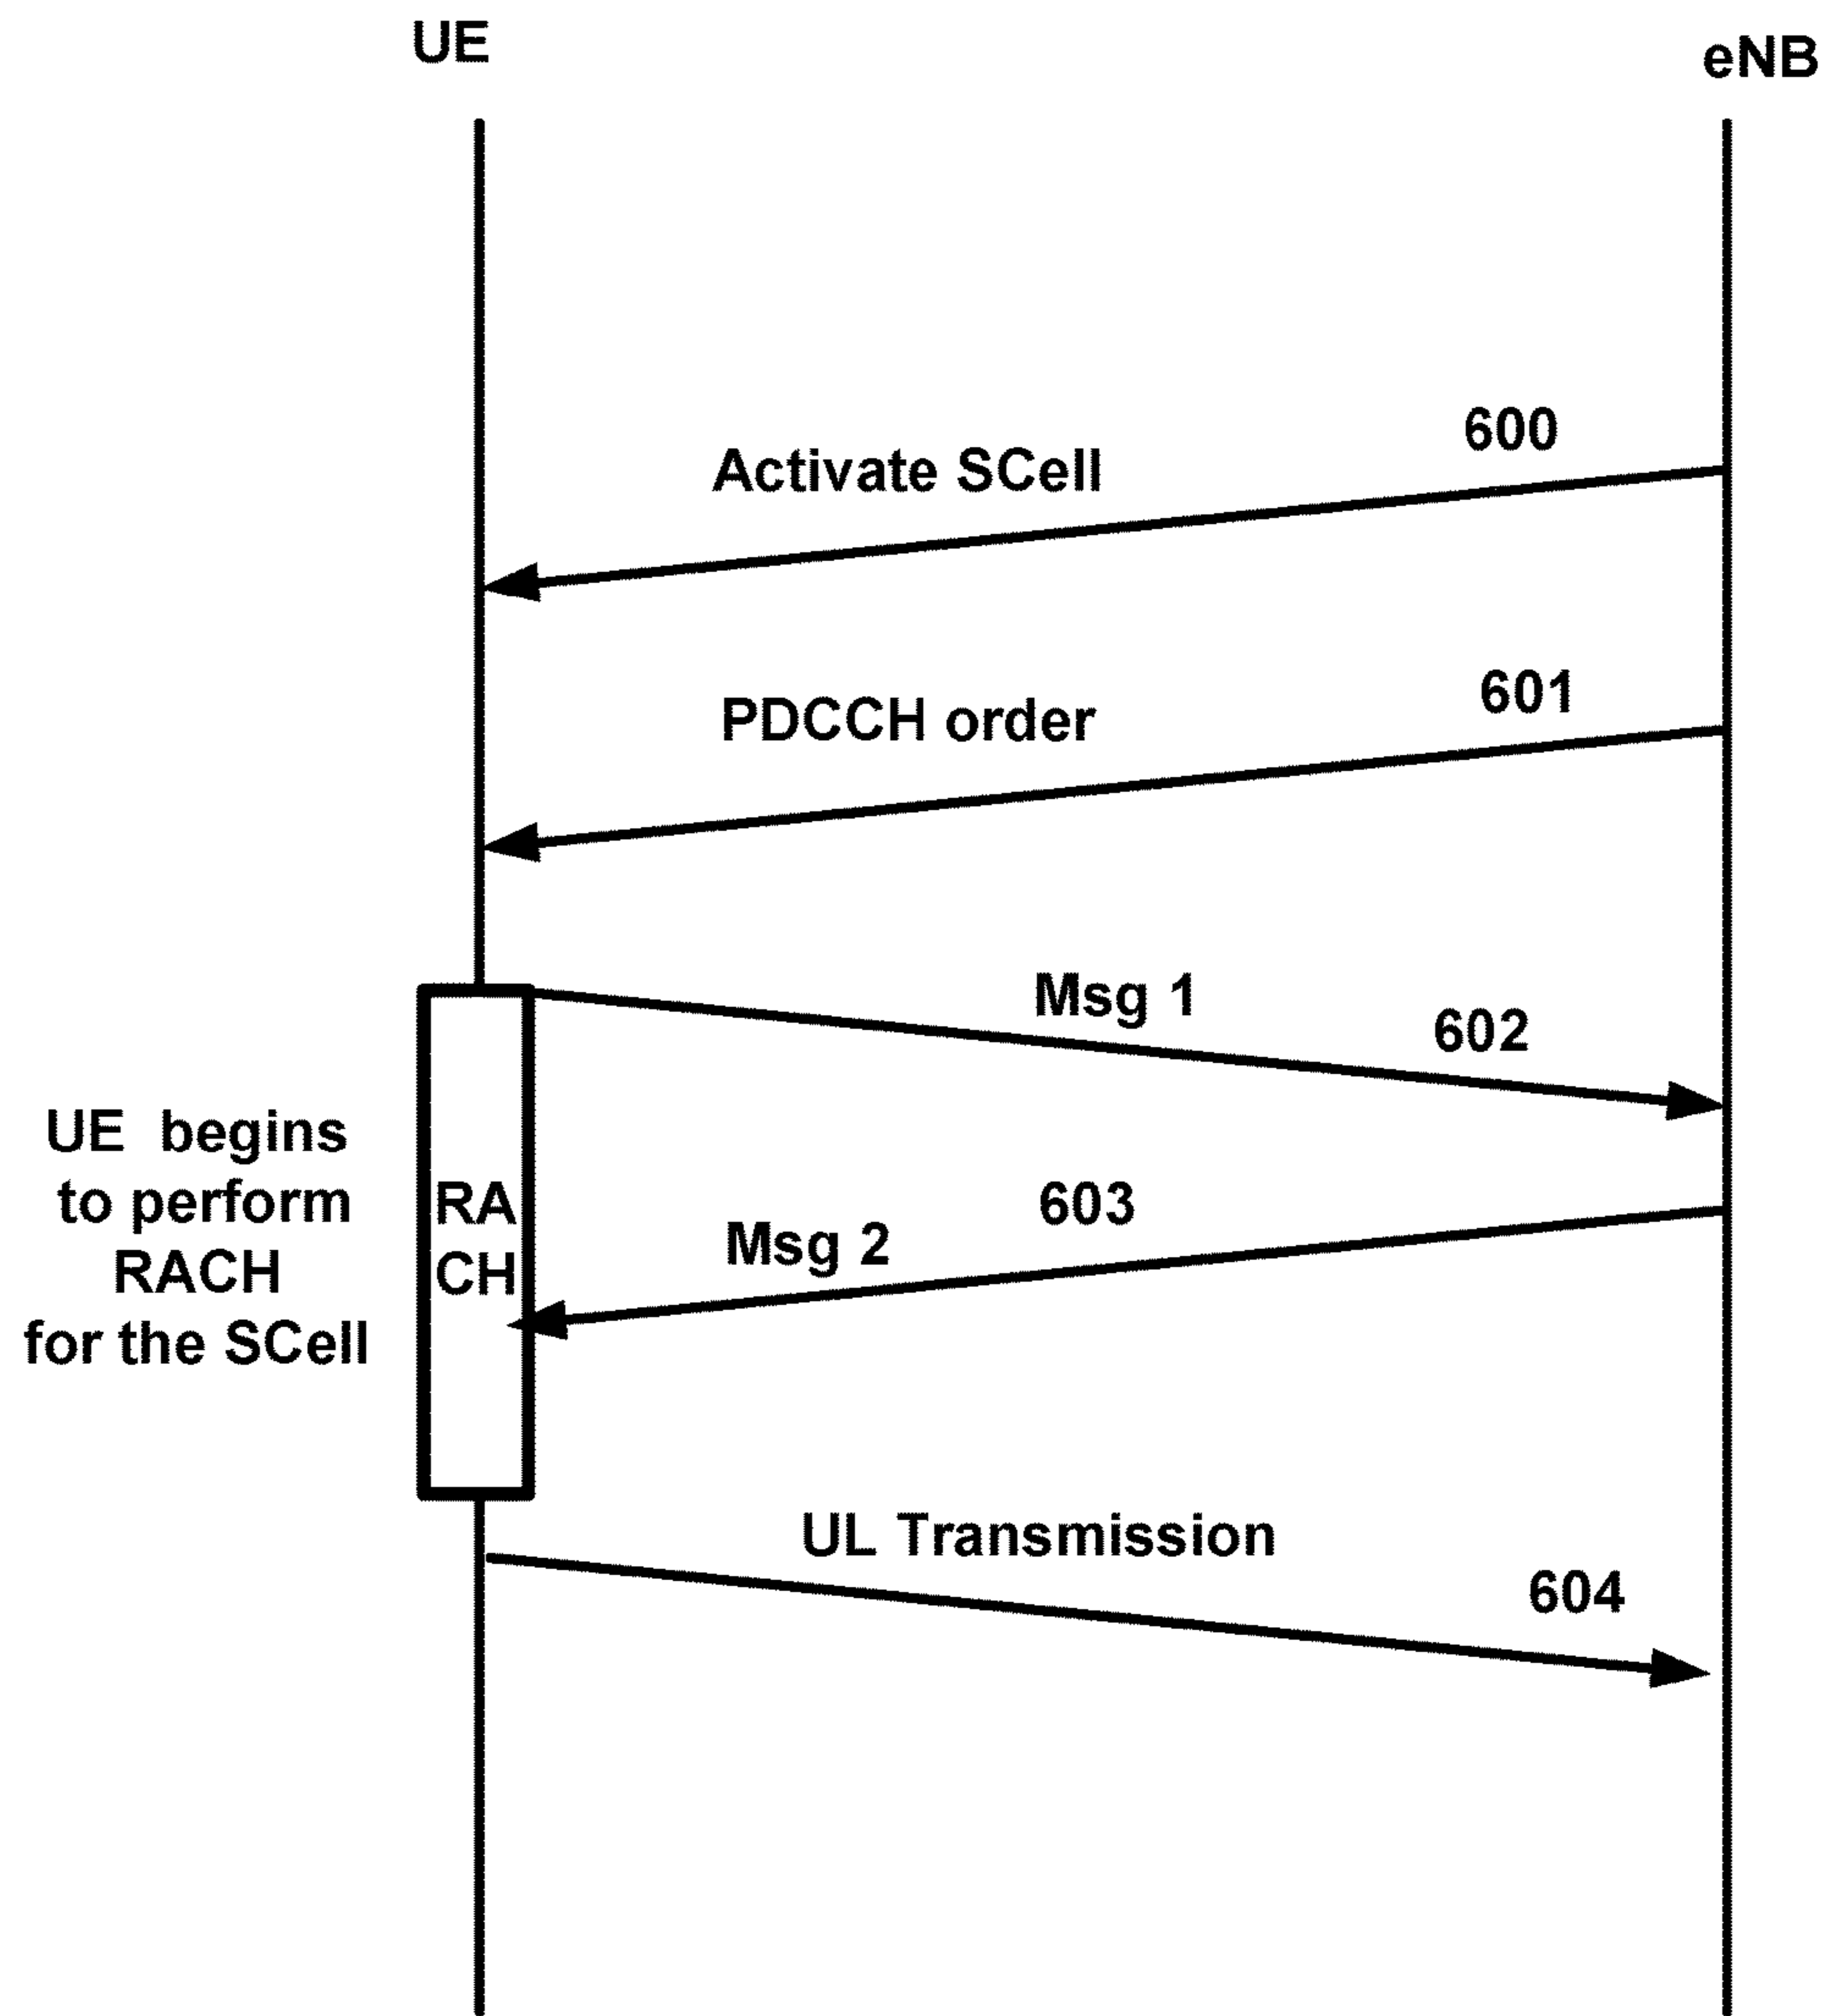 UE
eNB
600
Activate SCell
601
PDCCH order
Msg 1
602
UE begins
to perform
RACH
for the SCell
RA
CH
603
Msg 2
UL Transmission
604